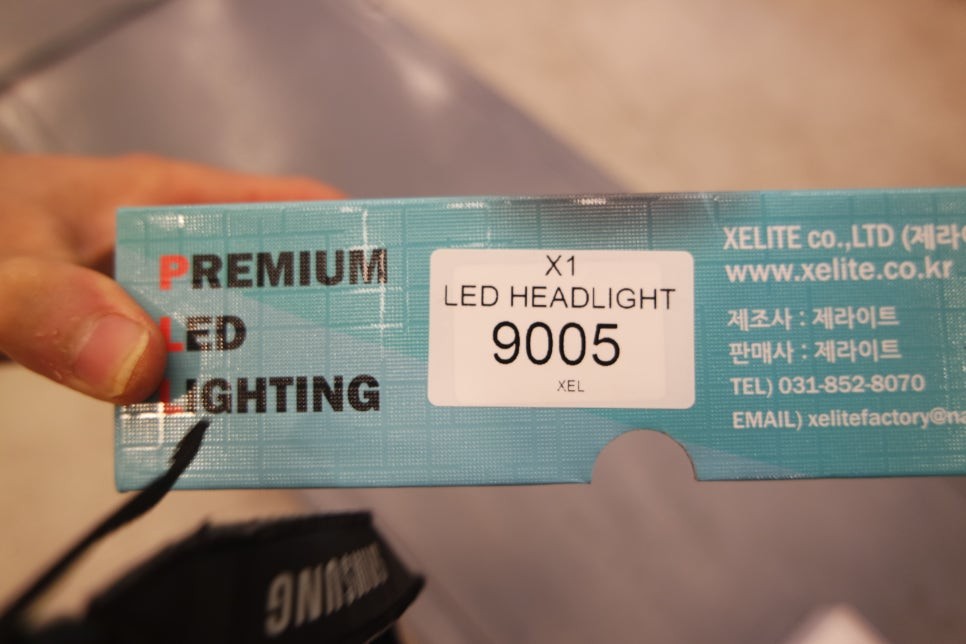 PREMIUM
LED
LIGHTING
X1
LED HEADLIGHT
9005
XEL
XELITE co.,LTD
www.xelite.co.kr
제조사 : 제라이트
판매사 : 제라이트
TEL) 031-852-8070
EMAIL)
SAMSUNG